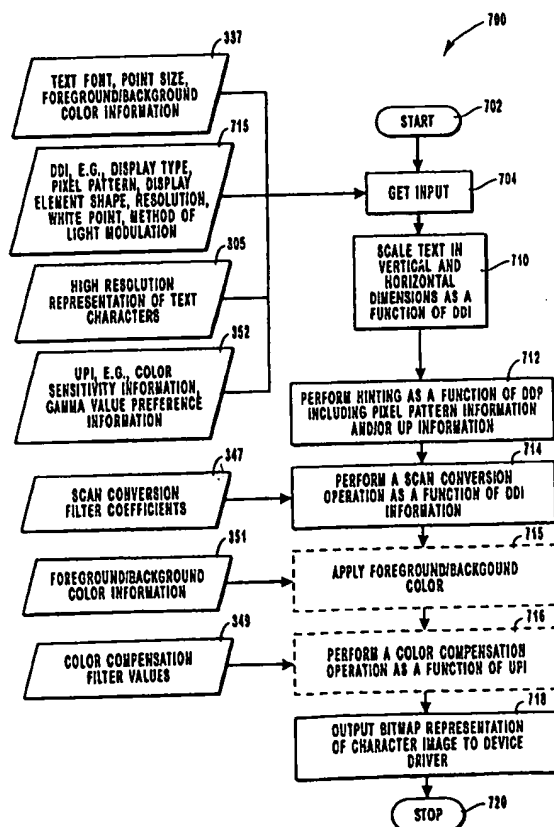 700
337
TEXT FONT, POINT SIZE,
FOREGROUND/BACKGROUND
COLOR INFORMATION
702
START
715
DDI, E.G., DISPLAY TYPE,
PIXEL PATTERN, DISPLAY
ELEMENT SHAPE, RESOLUTION,
WHITE POINT, METHOD OF
LIGHT MODULATION
GET INPUT
704
305
HIGH RESOLUTION
REPRESENTATION OF TEXT
CHARACTERS
SCALE TEXT IN
VERTICAL AND
HORIZONTAL
DIMENSIONS AS A
FUNCTION OF DDI
710
352
UPI, E.G., COLOR
SENSITIVITY INFORMATION,
GAMMA VALUE PREFERENCE
INFORMATION
712
PERFORM HINTING AS A FUNCTION OF DDP
INCLUDING PIXEL PATTERN INFORMATION
AND/OR UP INFORMATION
347
SCAN CONVERSION
FILTER COEFFICIENTS
714
PERFORM A SCAN CONVERSION
OPERATION AS A FUNCTION OF DDI
INFORMATION
351
FOREGROUND/BACKGROUND
COLOR INFORMATION
715
APPLY FOREGROUND/BACKGOUND
COLOR
349
COLOR COMPENSATION
FILTER VALUES
716
PERFORM A COLOR COMPENSATION
OPERATION AS A FUNCTION OF UPI
718
OUTPUT BITMAP REPRESENTATION
OF CHARACTER IMAGE TO DEVICE
DRIVER
STOP
720